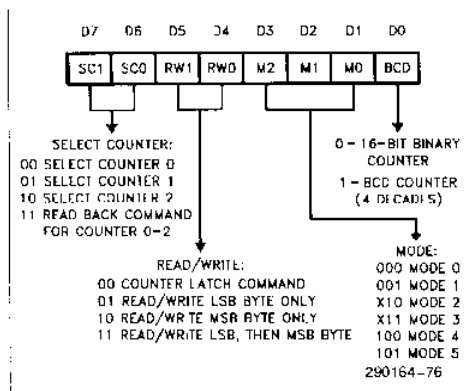 D7 D6 D5 D4 D3 D2 D1 D0
SC1 SC0 RW1 RW0 M2 M1 M0 BCD
SELECT COUNTER:
00 SELECT COUNTER 0
01 SELECT COUNTER 1
10 SELECT COUNTER 2
11 READ BACK COMMAND
FOR COUNTER 0-2
READ/WRITE:
00 COUNTER LATCH COMMAND
01 READ/WRITE LSB BYTE ONLY
10 READ/WRITE MSB BYTE ONLY
11 READ/WRITE LSB, THEN MSB BYTE
0 - 16-BIT BINARY
COUNTER
1 - BCD COUNTER
(4 DECADES)
MODE:
000 MODE 0
001 MODE 1
X10 MODE 2
X11 MODE 3
100 MODE 4
101 MODE 5
290164-76